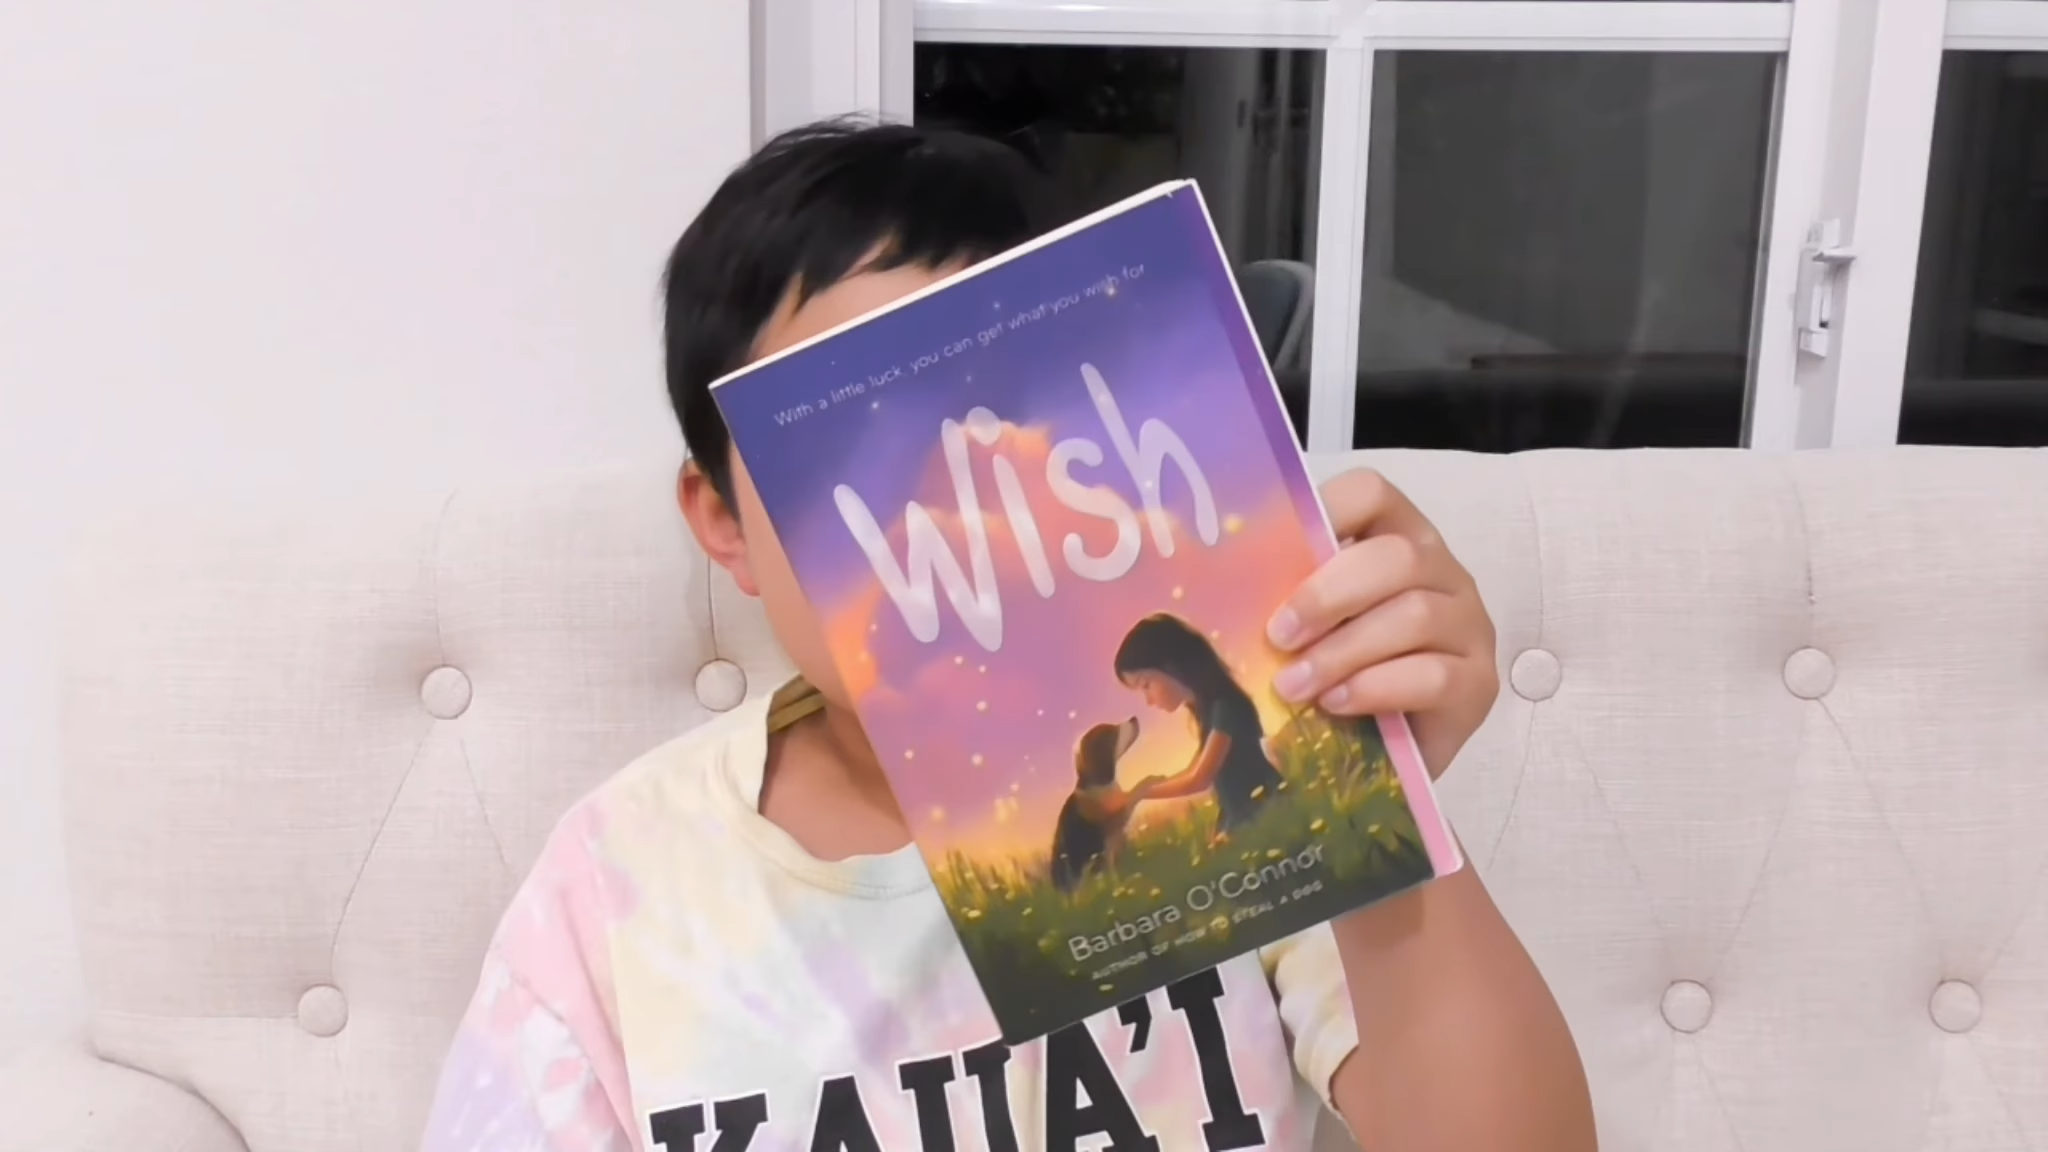 With a little luck, you can get what you wish for
Wish
Barbara O'Connor
AUTHOR OF HOW TO STEAL A DOG
KAUA'I